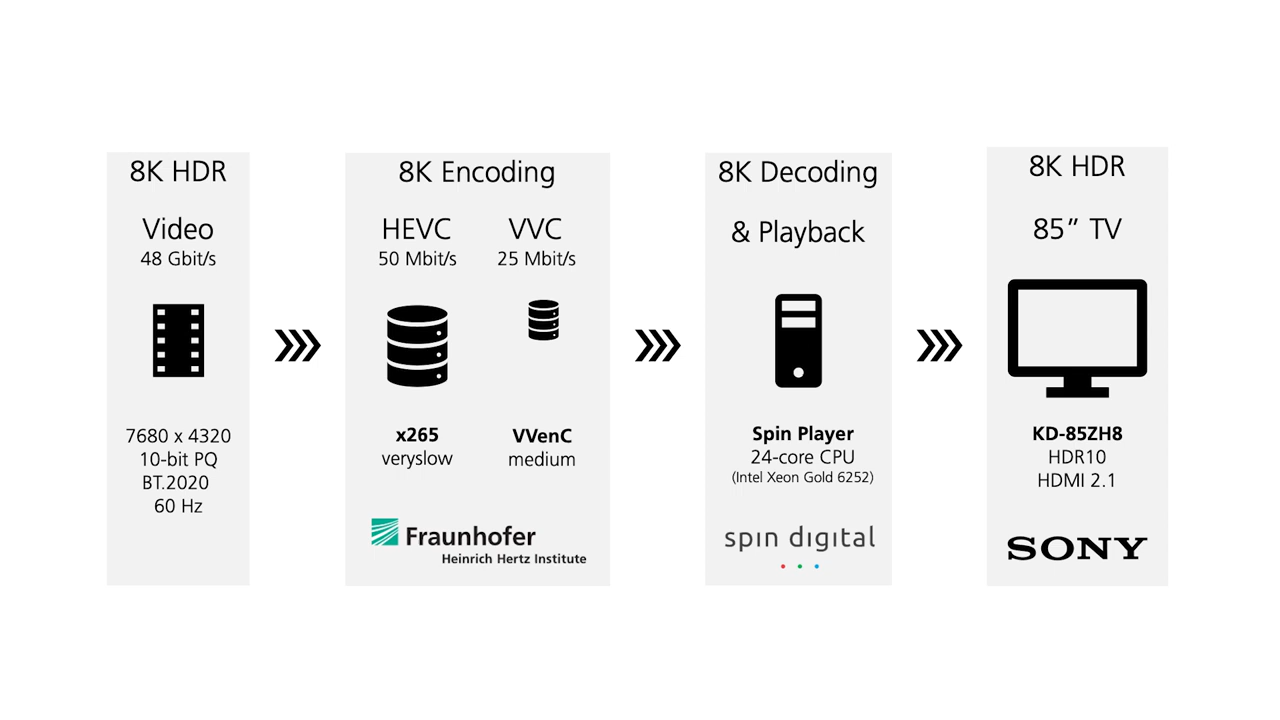 8K HDR
Video
48 Gbit/s
7680 x 4320
10-bit PQ
BT.2020
60 Hz
8K Encoding
HEVC
50 Mbit/s
x265
veryslow
VVC
25 Mbit/s
VVenC
medium
Fraunhofer
Heinrich Hertz Institute
8K Decoding
& Playback
Spin Player
24-core CPU
(Intel Xeon Gold 6252)
spin digital
8K HDR
85” TV
KD-85ZH8
HDR10
HDMI 2.1
SONY